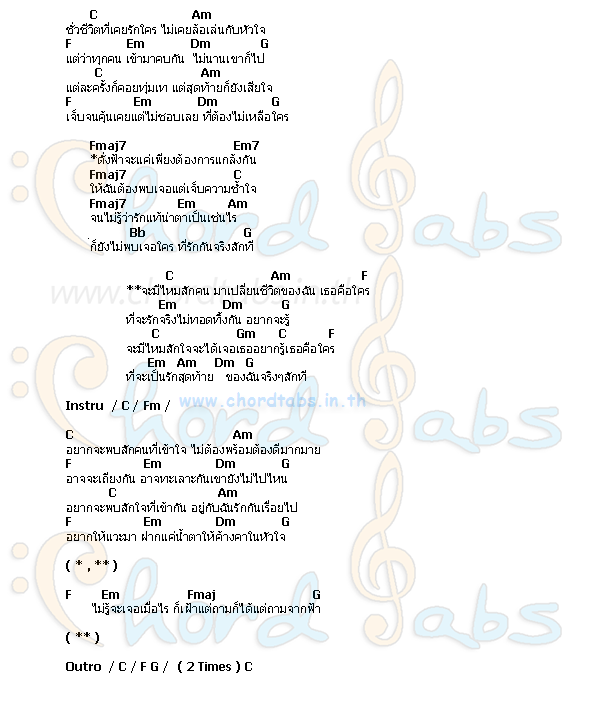 C Am
ชั่วชีวิตที่เคยรักใคร ไม่เคยล้อเล่นกับหัวใจ
F Em Dm G
แต่ว่าทุกคน เข้ามาคบกัน ไม่นานเขาก็ไป
C Am
แต่ละครั้งก็คอยทุ่มเท แต่สุดท้ายก็ยังเสียใจ
F Em Dm G
เจ็บจนคุ้นเคยแต่ไม่ชอบเลย ที่ต้องไม่เหลือใคร
Fmaj7 Em7
*ดั่งฟ้าจะแค่เพียงต้องการแกล้งกัน
Fmaj7 C
ให้ฉันต้องพบเจอแต่เจ็บความช้ำใจ
Fmaj7 Em Am
จนไม่รู้ว่ารักแท้น่าตาเป็นเช่นไร
Bb G
ก็ยังไม่พบเจอใคร ที่รักกันจริงสักที
C Am F
**จะมีไหมสักคน มาเปลี่ยนชีวิตของฉัน เธอคือใคร
Em Dm G
ที่จะรักจริงไม่ทอดทิ้งกัน อยากจะรู้
C Gm C F
จะมีไหมสักใจจะได้เจอเธออยากรู้เธอคือใคร
Em Am Dm G
ที่จะเป็นรักสุดท้าย ของฉันจริงๆสักที
www.chordtabs.in.th
Instru / C / Fm /
C Am
อยากจะพบสักคนที่เข้าใจ ไม่ต้องพร้อมต้องดีมากมาย
F Em Dm G
อาจจะเถียงกัน อาจทะเลาะกันเขายังไม่ไปไหน
C Am
อยากจะพบสักใจที่เข้ากัน อยู่กับฉันรักกันเรื่อยไป
F Em Dm G
อยากให้แวะมา ฝากแค่น้ำตาให้ค้างคาในหัวใจ
( * , ** )
F Em Fmaj G
ไม่รู้จะเจอเมื่อไร ก็เฝ้าแต่ถามก็ได้แต่ถามจากฟ้า
( ** )
Outro / C / F G / ( 2 Times ) C
Chord Tabs
www.chordtabs.in.th
Chord Tabs